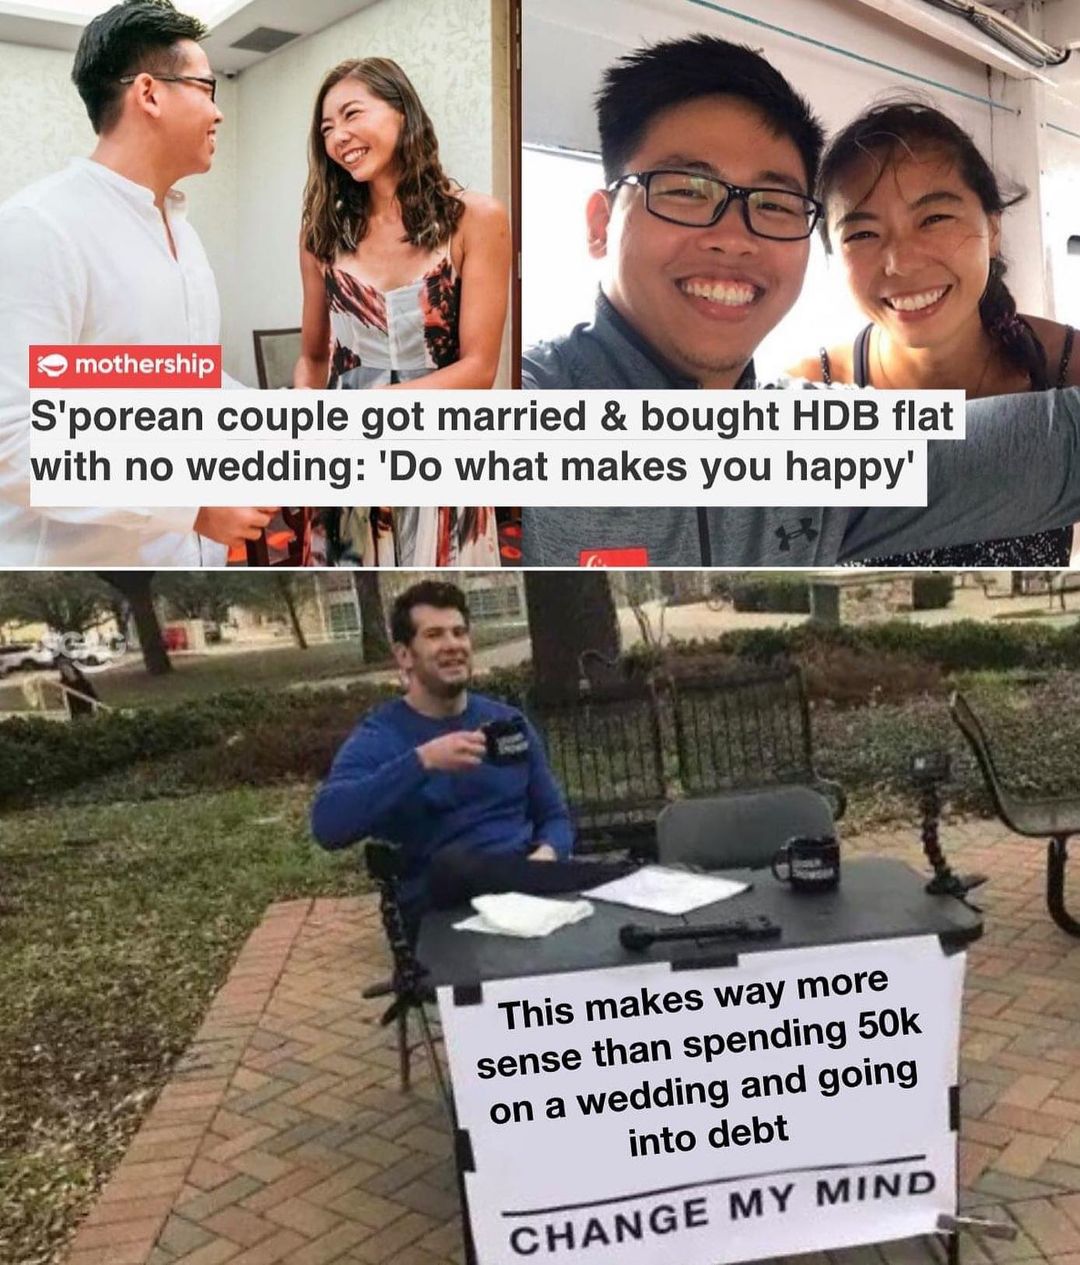 mothership
S'porean couple got married & bought HDB flat
with no wedding: 'Do what makes you happy'
SGAG
This makes way more
sense than spending 50k
on a wedding and going
into debt
CHANGE MY MIND